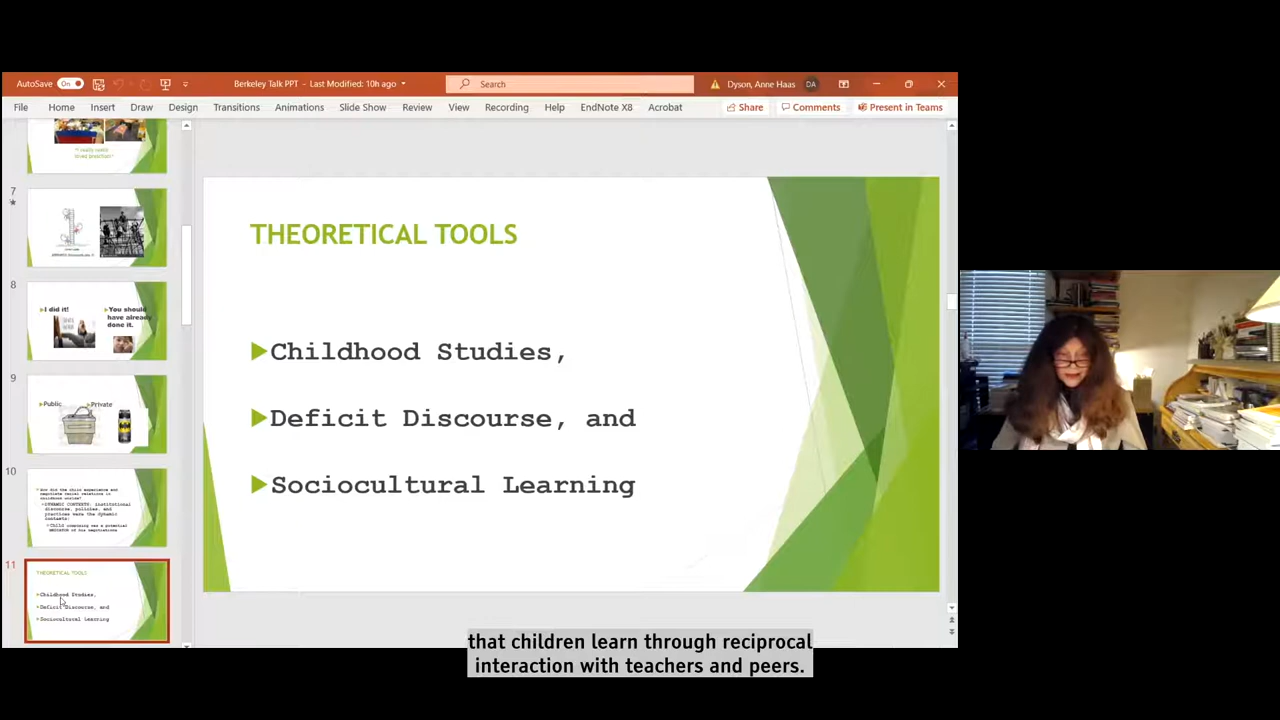 AutoSave On
Berkeley Talk PPT - Last Modified: 10h ago
Search
Dyson, Anne Haas DA
File Home Insert Draw Design Transitions Animations Slide Show Review View Recording Help EndNote X8 Acrobat
Share Comments Present in Teams
7
8
I did it!
You should
have already
done it.
9
Public
Private
10
11
THEORETICAL TOOLS
Childhood Studies,
Deficit Discourse, and
Sociocultural Learning
THEORETICAL TOOLS
Childhood Studies,
Deficit Discourse, and
Sociocultural Learning
that children learn through reciprocal
interaction with teachers and peers.